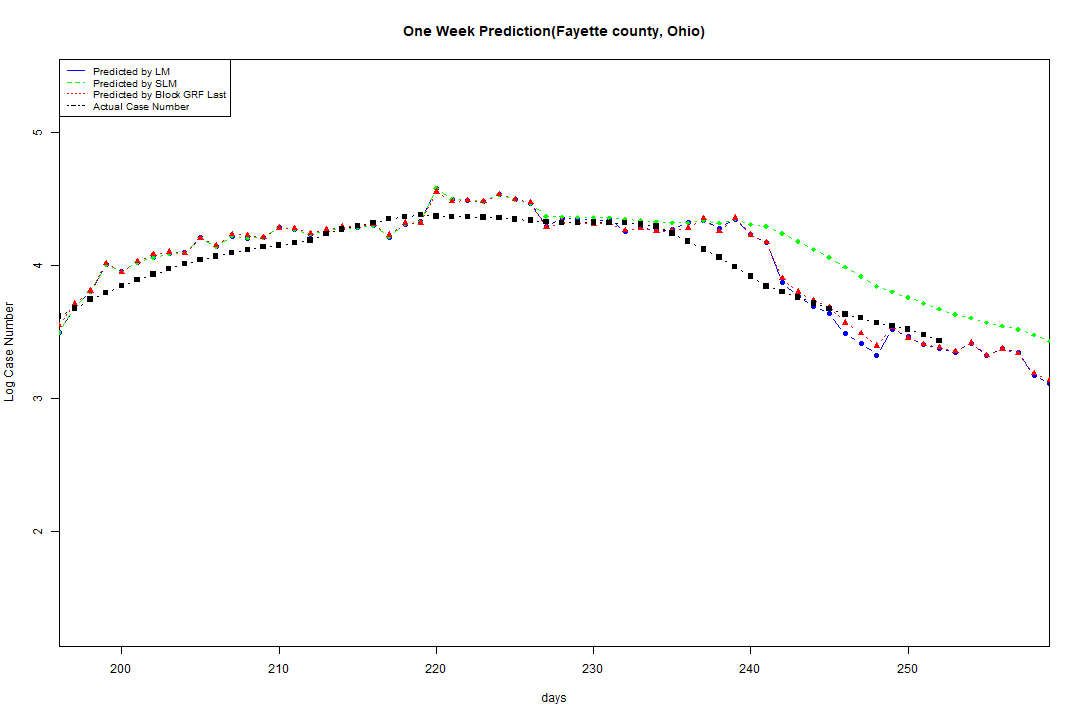 One Week Prediction(Fayette county, Ohio)
Predicted by LM
Predicted by SLM
Predicted by Block GRF Last
Actual Case Number
5
4
3
2
Log Case Number
200 210 220 230 240 250
days